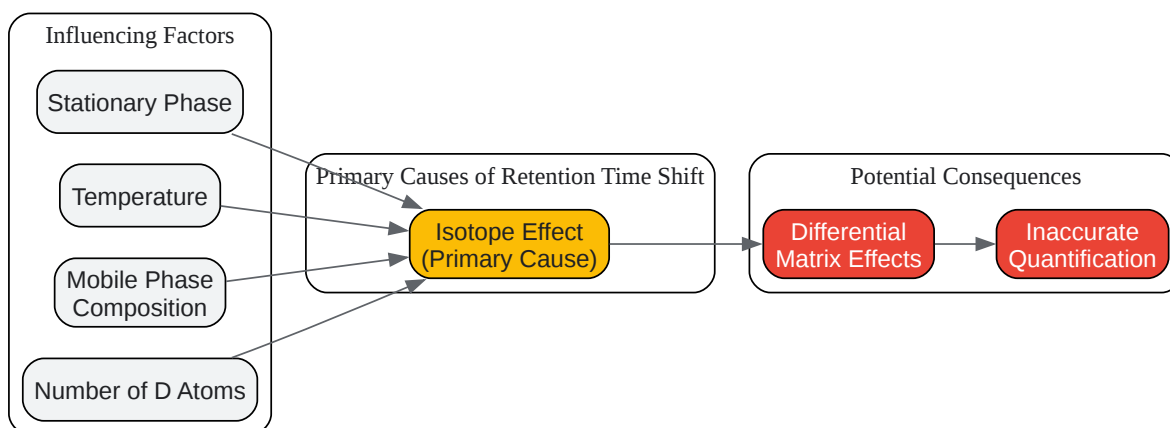 Influencing Factors
Stationary Phase
Temperature
Mobile Phase
Composition
Number of D Atoms
Primary Causes of Retention Time Shift
Isotope Effect
(Primary Cause)
Potential Consequences
Differential
Matrix Effects
Inaccurate
Quantification